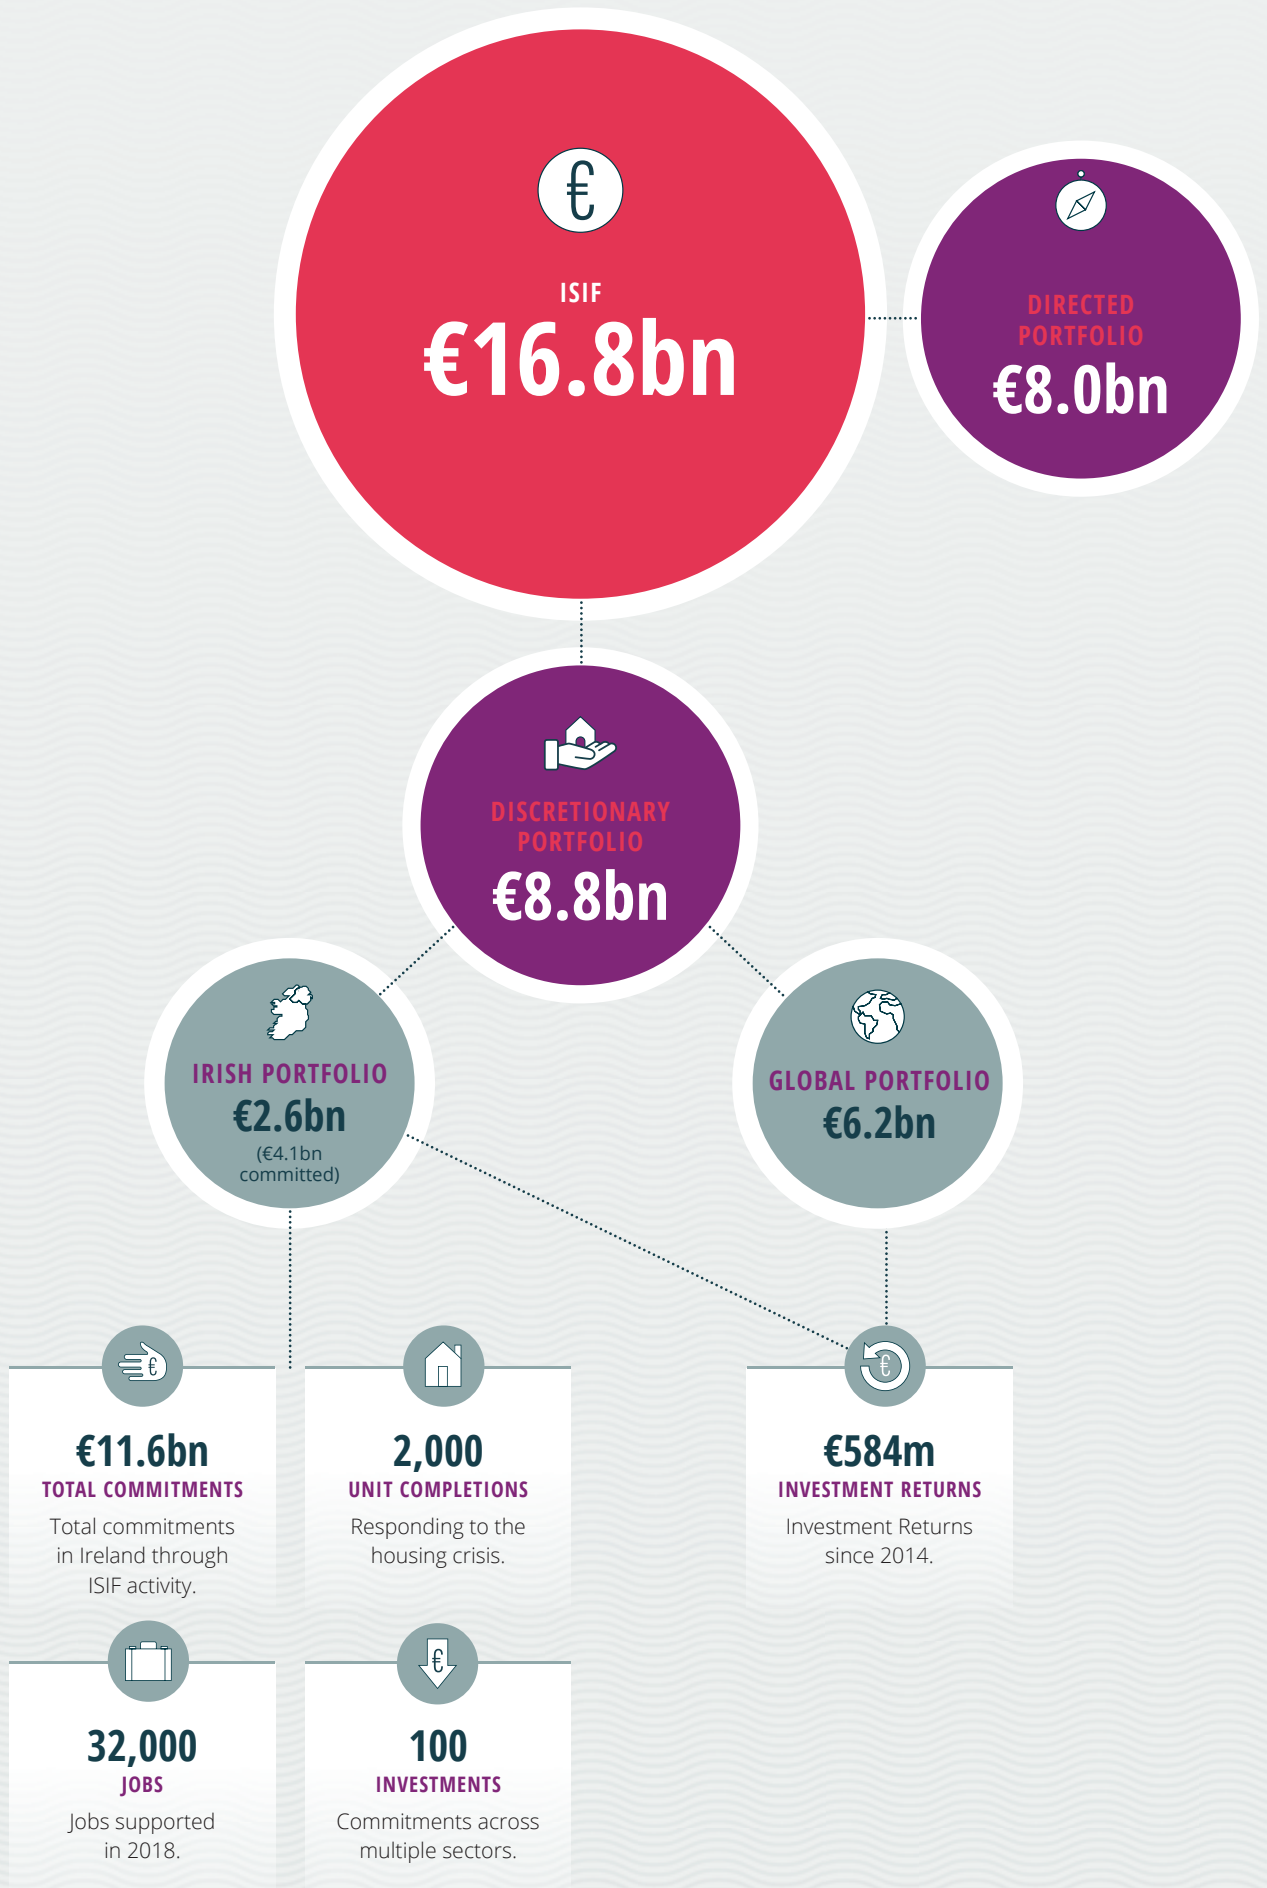 €
ISIF
€16.8bn
DIRECTED
PORTFOLIO
€8.0bn
DISCRETIONARY
PORTFOLIO
€8.8bn
IRISH PORTFOLIO
€2.6bn
(€4.1bn
committed)
GLOBAL PORTFOLIO
€6.2bn
€
€11.6bn
TOTAL COMMITMENTS
Total commitments
in Ireland through
ISIF activity.
2,000
UNIT COMPLETIONS
Responding to the
housing crisis.
€
€584m
INVESTMENT RETURNS
Investment Returns
since 2014.
32,000
JOBS
Jobs supported
in 2018.
€
100
INVESTMENTS
Commitments across
multiple sectors.